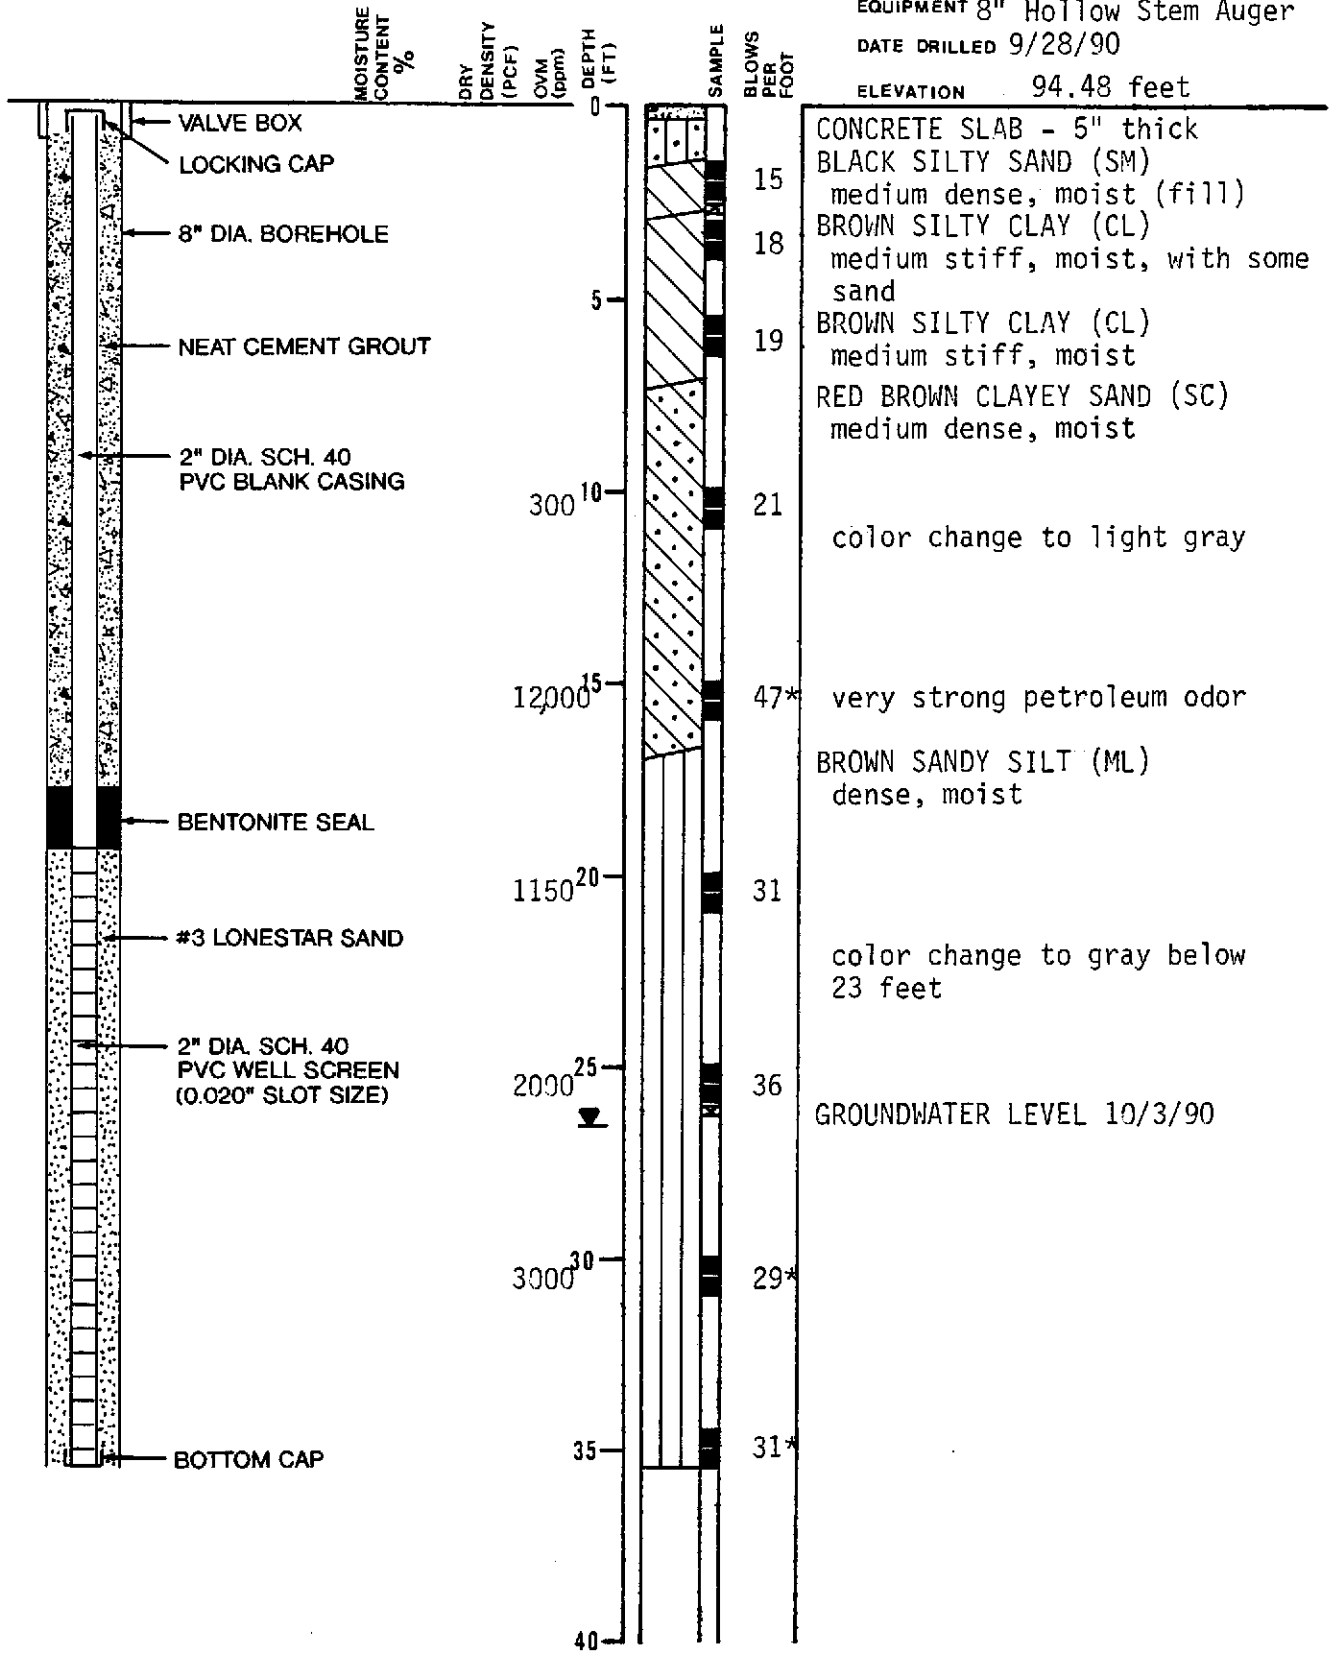 EQUIPMENT 8" Hollow Stem Auger
DATE DRILLED 9/28/90
ELEVATION 94.48 feet
MOISTURE
CONTENT
%
DRY
DENSITY
(PCF)
OVM
(ppm)
DEPTH
(FT)
SAMPLE
BLOWS
PER
FOOT
0
VALVE BOX
CONCRETE SLAB - 5" thick
LOCKING CAP
BLACK SILTY SAND (SM)
15
medium dense, moist (fill)
8" DIA. BOREHOLE
18
BROWN SILTY CLAY (CL)
medium stiff, moist, with some
sand
5
BROWN SILTY CLAY (CL)
NEAT CEMENT GROUT
19
medium stiff, moist
RED BROWN CLAYEY SAND (SC)
medium dense, moist
2" DIA. SCH. 40
PVC BLANK CASING
300 10 21
color change to light gray
12000 15 47* very strong petroleum odor
BROWN SANDY SILT (ML)
dense, moist
BENTONITE SEAL
1150 20 31
#3 LONESTAR SAND
color change to gray below
23 feet
2" DIA. SCH. 40
PVC WELL SCREEN
(0.020" SLOT SIZE)
2000 25 36
GROUNDWATER LEVEL 10/3/90
3000 30 29*
BOTTOM CAP
35 31*
40